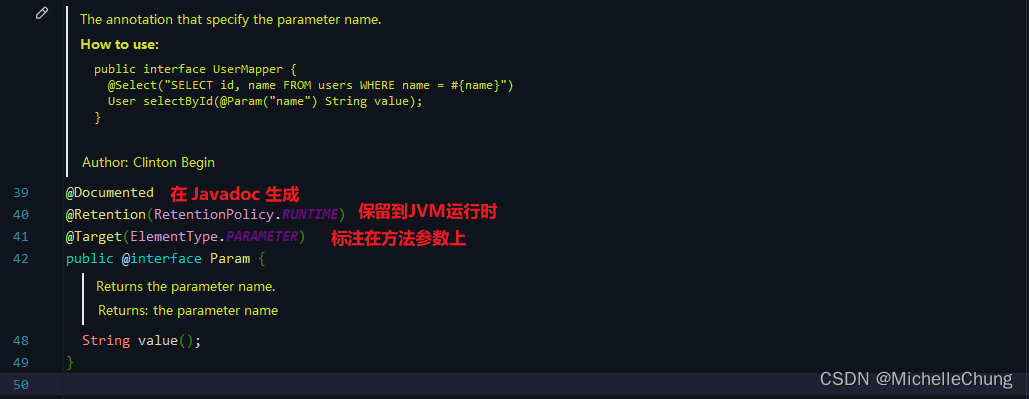 The annotation that specify the parameter name.
How to use:
public interface UserMapper {
@Select("SELECT id, name FROM users WHERE name = #{name}")
User selectById(@Param("name") String value);
}
Author: Clinton Begin
39 @Documented 在 Javadoc 生成
40 @Retention(RetentionPolicy.RUNTIME) 保留到JVM运行时
41 @Target(ElementType.PARAMETER) 标注在方法参数上
42 public @interface Param {
Returns the parameter name.
Returns: the parameter name
48 String value();
49 }
50
CSDN @MichelleChung